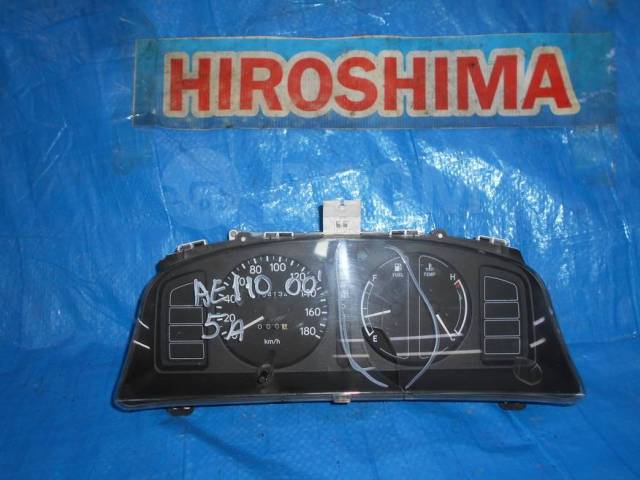 HIROSHIMA
80 100 120
140
160
180
40
20
km/h
AE110 00'
5A
FUEL
TEMP
F
H
E